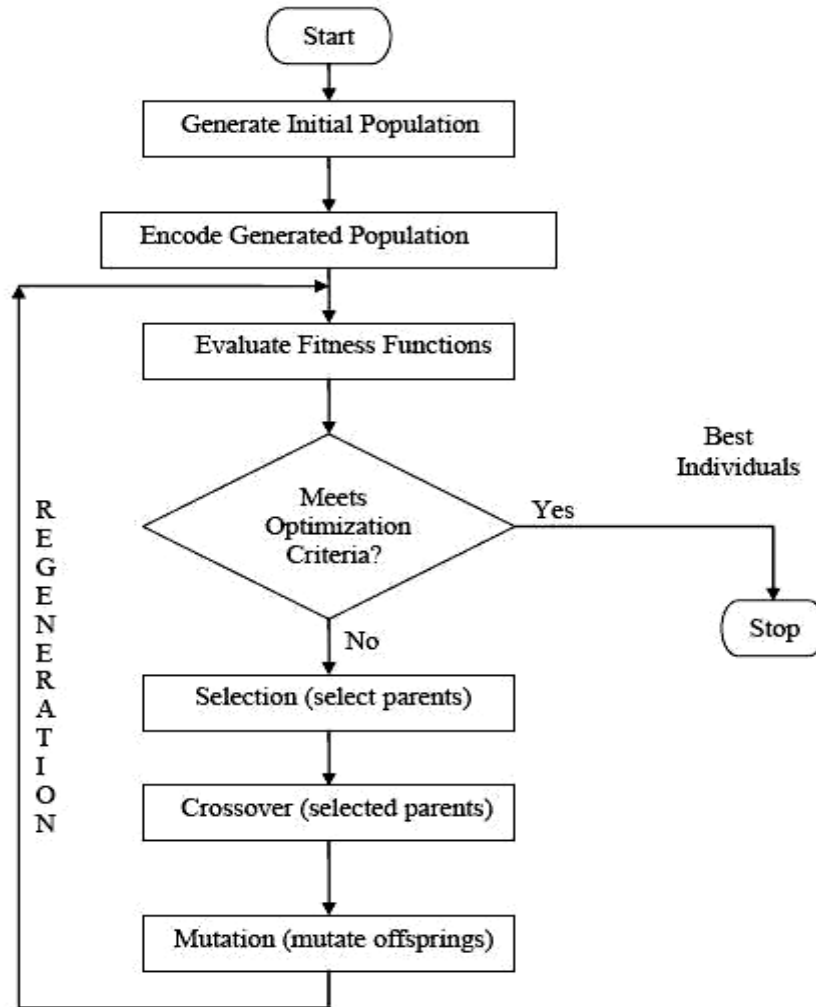 Start
Generate Initial Population
Encode Generated Population
Evaluate Fitness Functions
Best
Individuals
Meets
Optimization
Criteria?
Yes
No
Stop
Selection (select parents)
Crossover (selected parents)
Mutation (mutate offsprings)
REGENERATION